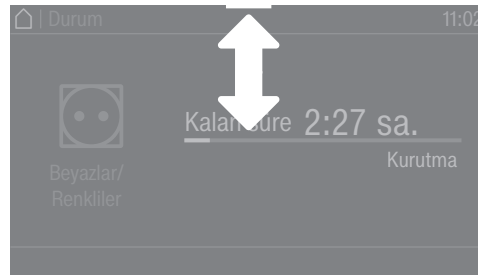 | Durum 11:02
Kalan süre 2:27 sa.
Kurutma
Beyazlar/
Renkliler